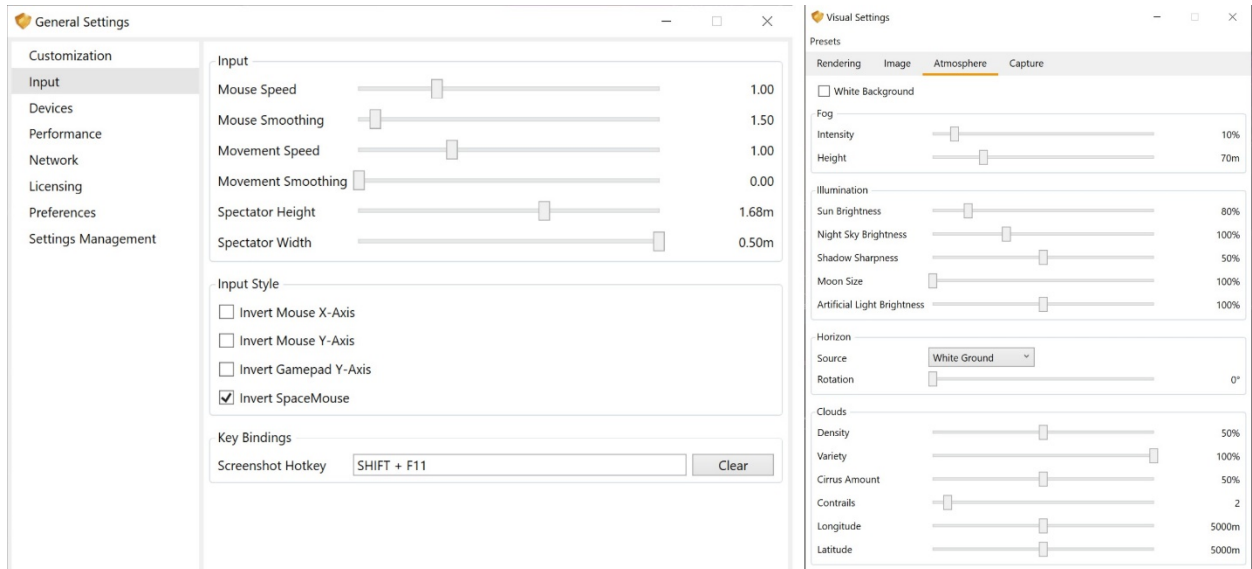 General Settings
Customization
Input
Devices
Performance
Network
Licensing
Preferences
Settings Management
Input
Mouse Speed 1.00
Mouse Smoothing 1.50
Movement Speed 1.00
Movement Smoothing 0.00
Spectator Height 1.68m
Spectator Width 0.50m
Input Style
Invert Mouse X-Axis
Invert Mouse Y-Axis
Invert Gamepad Y-Axis
Invert SpaceMouse
Key Bindings
Screenshot Hotkey SHIFT + F11 Clear
Visual Settings
Presets
Rendering Image Atmosphere Capture
White Background
Fog
Intensity 10%
Height 70m
Illumination
Sun Brightness 80%
Night Sky Brightness 100%
Shadow Sharpness 50%
Moon Size 100%
Artificial Light Brightness 100%
Horizon
Source White Ground
Rotation 0°
Clouds
Density 50%
Variety 100%
Cirrus Amount 50%
Contrails 2
Longitude 5000m
Latitude 5000m